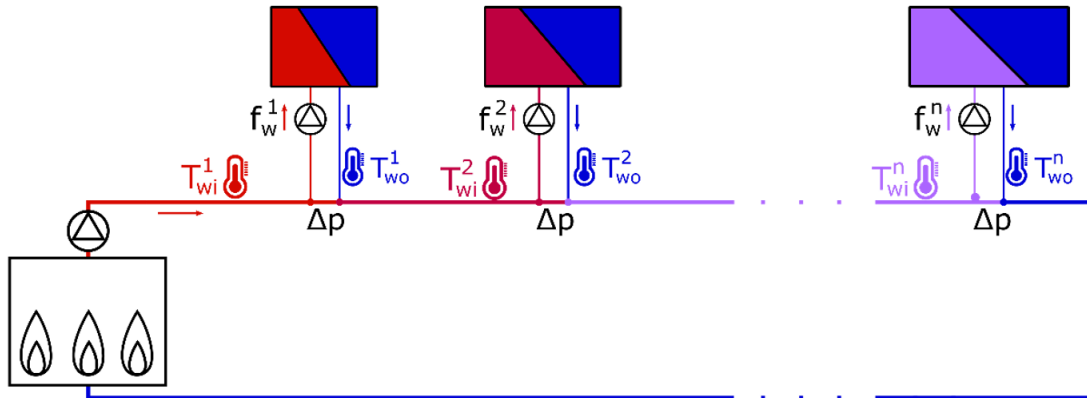 f_w^1
f_w^2
f_w^n
T_wi^1
T_wo^1
T_wi^2
T_wo^2
T_wi^n
T_wo^n
Δp
Δp
Δp